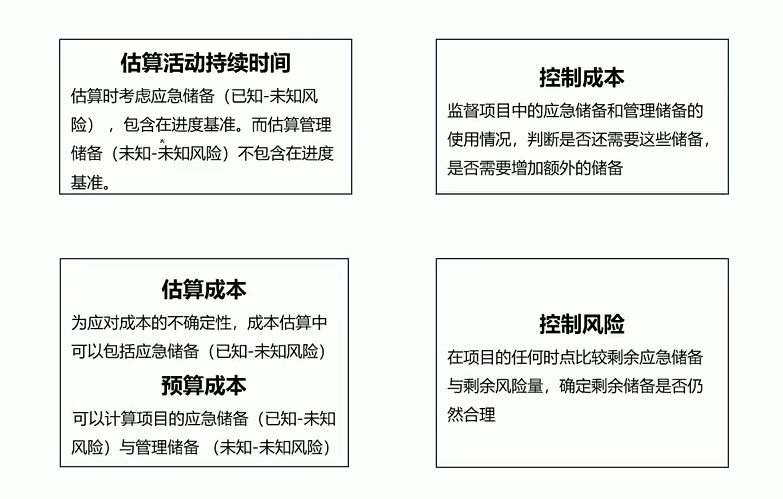 估算活动持续时间
估算时考虑应急储备（已知-未知风
险），包含在进度基准。而估算管理
储备（未知-未知风险）不包含在进度
基准。
控制成本
监督项目中的应急储备和管理储备的
使用情况，判断是否还需要这些储备，
是否需要增加额外的储备
估算成本
为应对成本的不确定性，成本估算中
可以包括应急储备（已知-未知风险）
预算成本
可以计算项目的应急储备（已知-未知
风险）与管理储备 （未知-未知风险）
控制风险
在项目的任何时点比较剩余应急储备
与剩余风险量，确定剩余储备是否仍
然合理